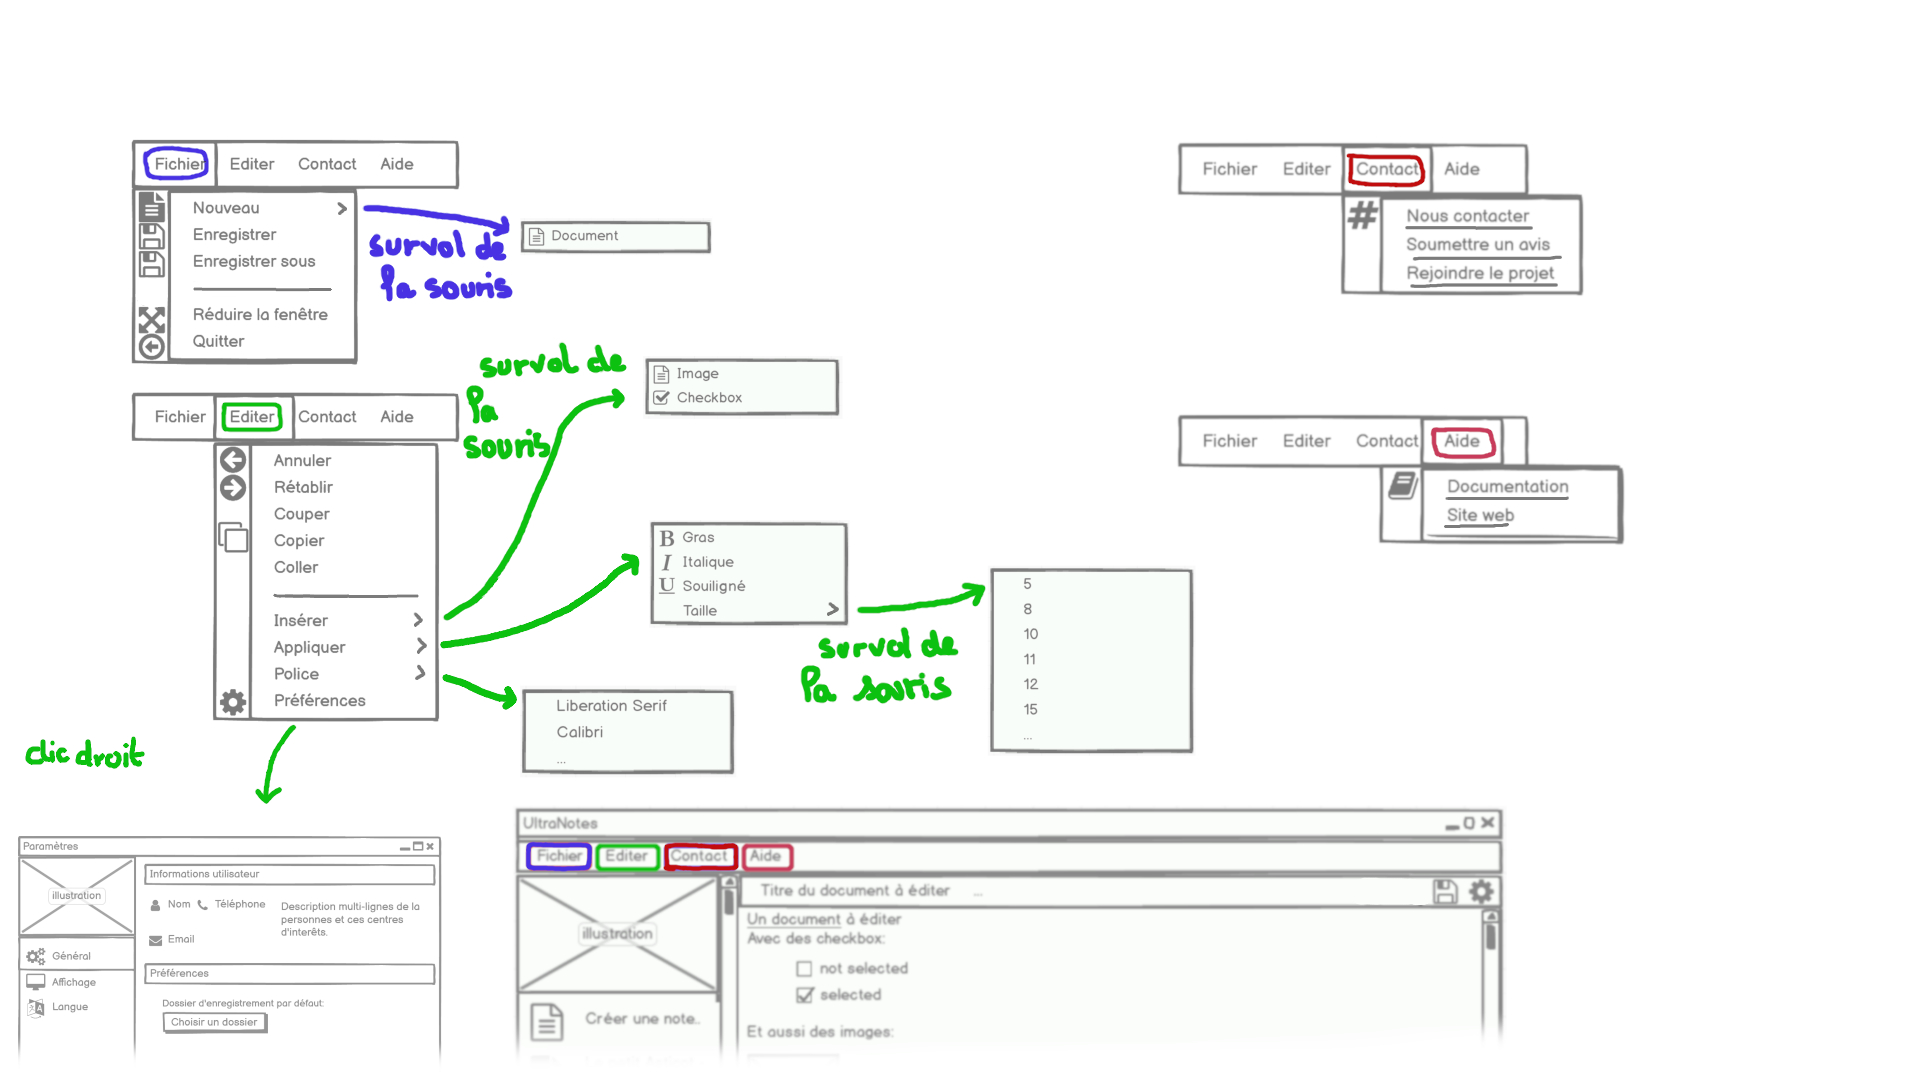 Fichier Editer Contact Aide
Nouveau
Enregistrer
Enregistrer sous
Réduire la fenêtre
Quitter
survol de
la souris
Document
Fichier Editer Contact Aide
Nous contacter
Soumettre un avis
Rejoindre le projet
Fichier Editer Contact Aide
Annuler
Rétablir
Couper
Copier
Coller
Insérer
Appliquer
Police
Préférences
survol de
la
souris
Image
Checkbox
B Gras
I Italique
U Souiligné
Taille
survol de
la souris
5
8
10
11
12
15
...
Liberation Serif
Calibri
...
Fichier Editer Contact Aide
Documentation
Site web
clic droit
Paramètres
illustration
Général
Affichage
Langue
Informations utilisateur
Nom Téléphone
Email
Description multi-lignes de la
personnes et ces centres
d'interêts.
Préférences
Dossier d'enregistrement par défaut:
Choisir un dossier
UltraNotes
Fichier Editer Contact Aide
illustration
Créer une note..
Titre du document à éditer ...
Un document à éditer
Avec des checkbox:
not selected
selected
Et aussi des images: